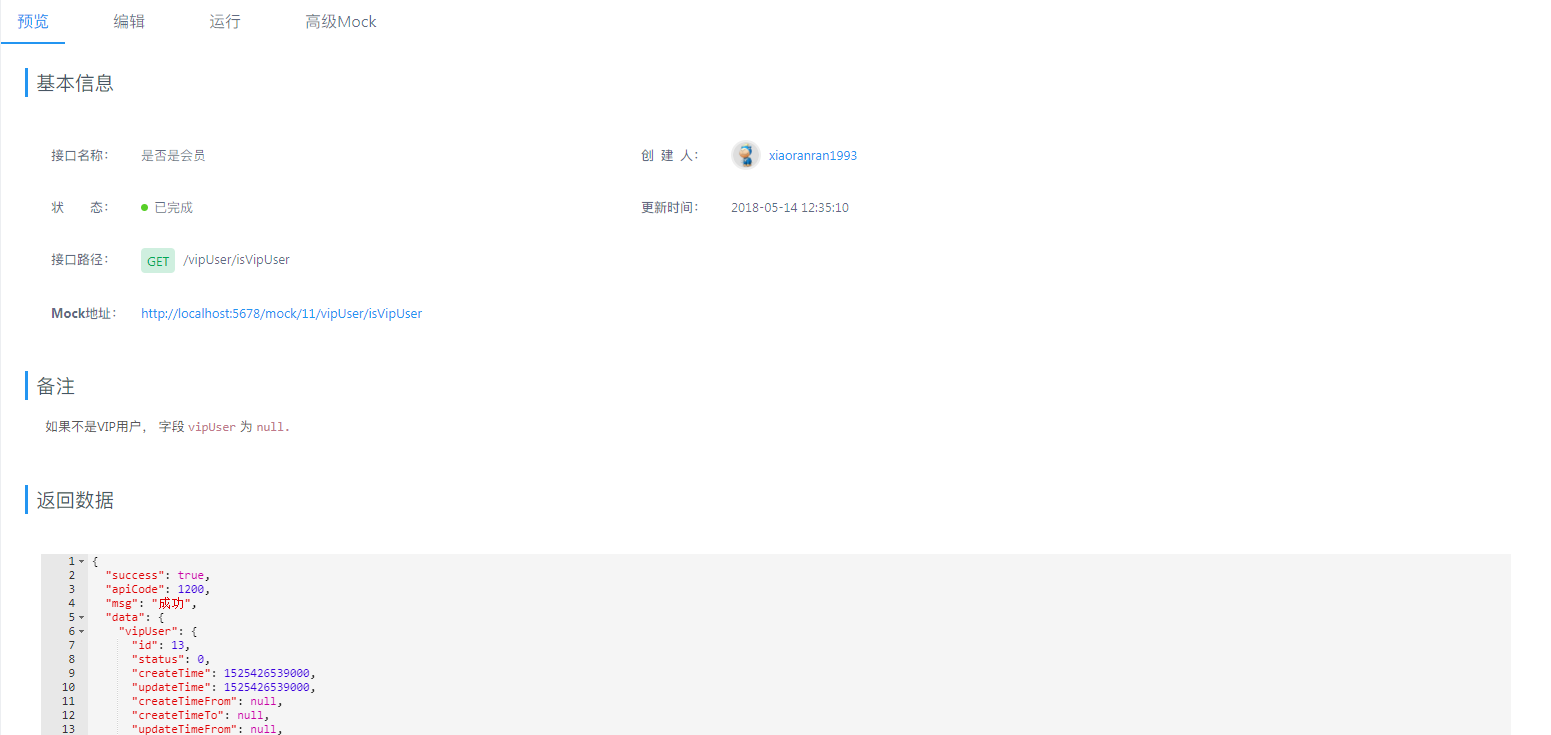 预览 编辑 运行 高级Mock
基本信息
接口名称： 是否是会员 创 建 人： xiaoranran1993
状 态： 已完成 更新时间： 2018-05-14 12:35:10
接口路径： GET /vipUser/isVipUser
Mock地址： http://localhost:5678/mock/11/vipUser/isVipUser
备注
如果不是VIP用户， 字段 vipUser 为 null.
返回数据
1 {
2 "success": true,
3 "apiCode": 1200,
4 "msg": "成功",
5 "data": {
6 "vipUser": {
7 "id": 13,
8 "status": 0,
9 "createTime": 1525426539000,
10 "updateTime": 1525426539000,
11 "createTimeFrom": null,
12 "createTimeTo": null,
13 "updateTimeFrom": null,